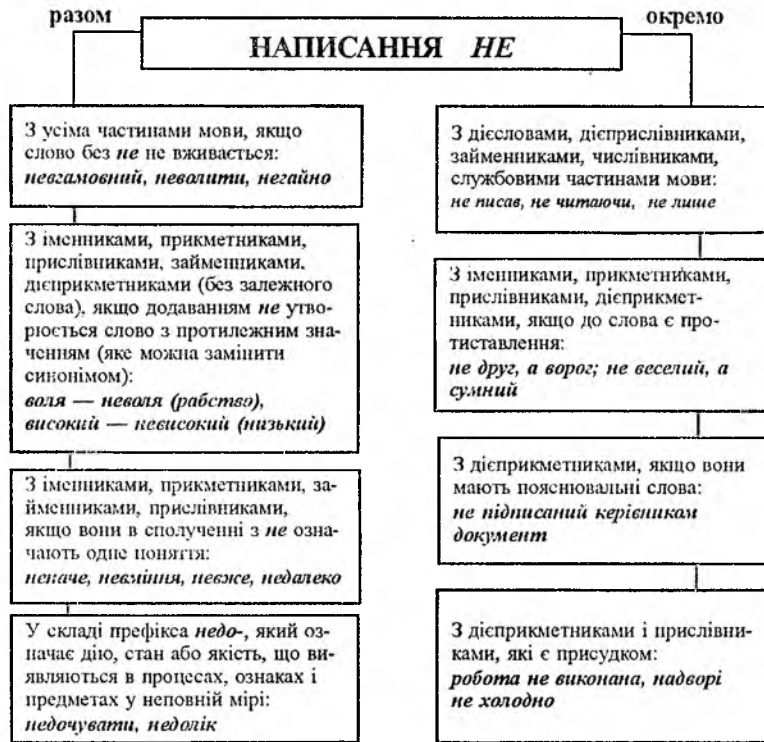 разом
окремо
НАПИСАННЯ НЕ
З усіма частинами мови, якщо
слово без не не вживається:
невгамовний, неволити, негайно
З іменниками, прикметниками,
прислівниками, займенниками,
дієприкметниками (без залежного
слова), якщо додаванням не утво-
рюється слово з протилежним зна-
ченням (яке можна замінити
синонімом):
воля — неволя (рабство),
високий — невисокий (низький)
З іменниками, прикметниками, за-
йменниками, прислівниками,
якщо вони в сполученні з не озна-
чають одне поняття:
неначе, невміння, невже, недалеко
У складі префікса недо-, який оз-
начає дію, стан або якість, що ви-
являються в процесах, ознаках і
предметах у неповній мірі:
недочувати, недолік
З дієсловами, дієприслівниками,
займенниками, числівниками,
службовими частинами мови:
не писав, не читаючи, не лише
З іменниками, прикметниками,
прислівниками, дієприкмет-
никами, якщо до слова є про-
тиставлення:
не друг, а ворог; не веселий, а
сумний
З дієприкметниками, якщо вони
мають пояснювальні слова:
не підписаний керівникам
документ
З дієприкметниками і прислівни-
ками, які є присудком:
робота не виконана, надворі
не холодно